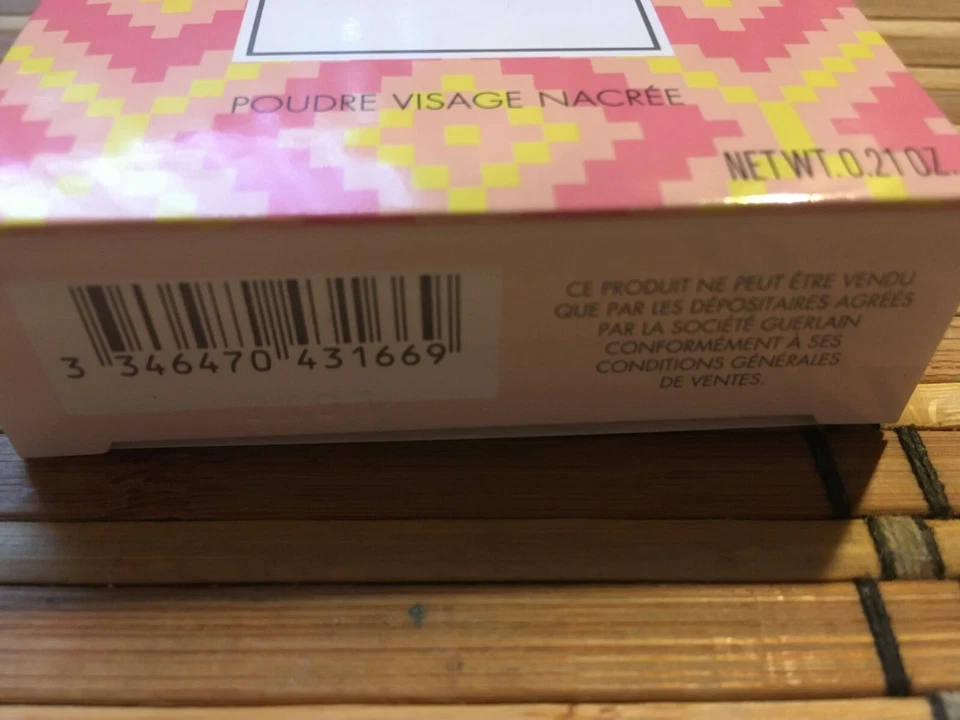 POUDRE VISAGE NACRÉE
NET WT. 0.21 OZ.
3 346470 431669
CE PRODUIT NE PEUT ÊTRE VENDU
QUE PAR LES DÉPOSITAIRES AGRÉÉS
PAR LA SOCIÉTÉ GUERLAIN
CONFORMÉMENT À SES
CONDITIONS GÉNÉRALES
DE VENTES.